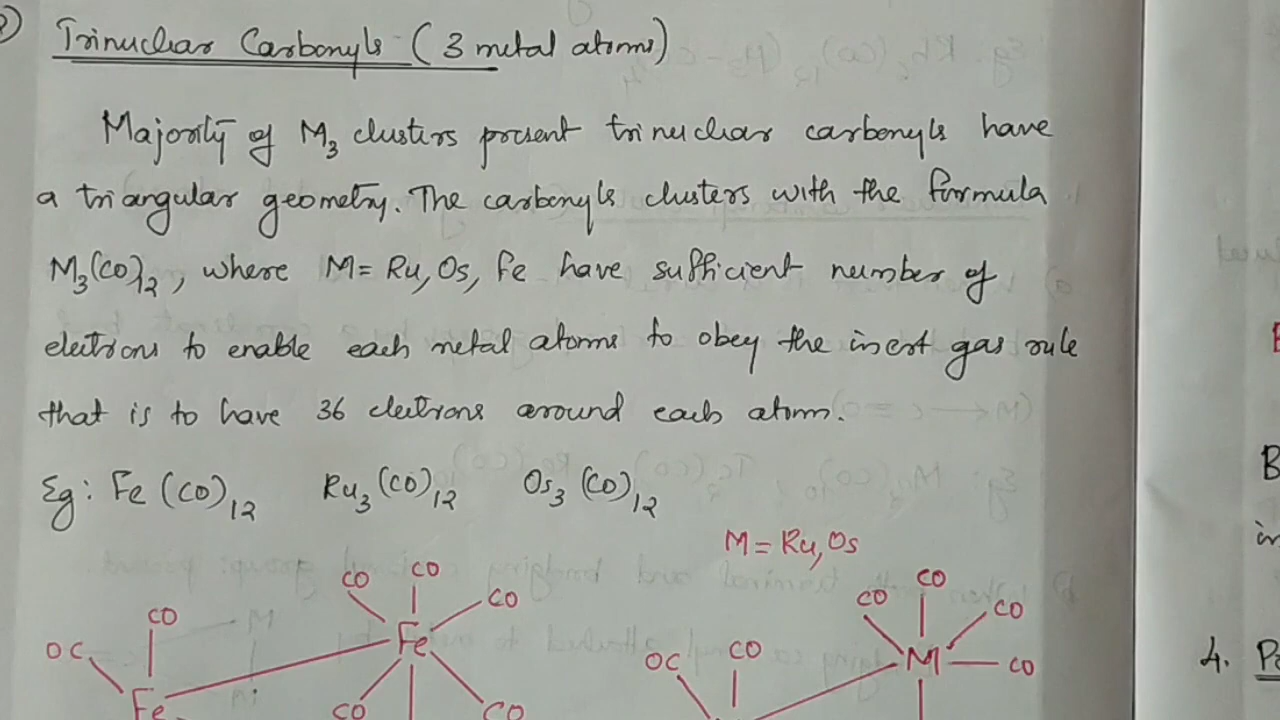 Trinuclear Carbonyls (3 metal atoms)
Majority of M3 clusters present trinuclear carbonyls have
a triangular geometry. The carbonyls clusters with the formula
M3(CO)12, where M= Ru, Os, Fe have sufficient number of
electrons to enable each metal atoms to obey the inert gas rule
that is to have 36 electrons around each atom.
Eg: Fe (CO)12 Ru3 (CO)12 Os3 (CO)12
M= Ru, Os
CO CO CO
CO
OC
Fe
Fe
CO CO
CO CO CO
CO
OC CO
M
4. P
B
in